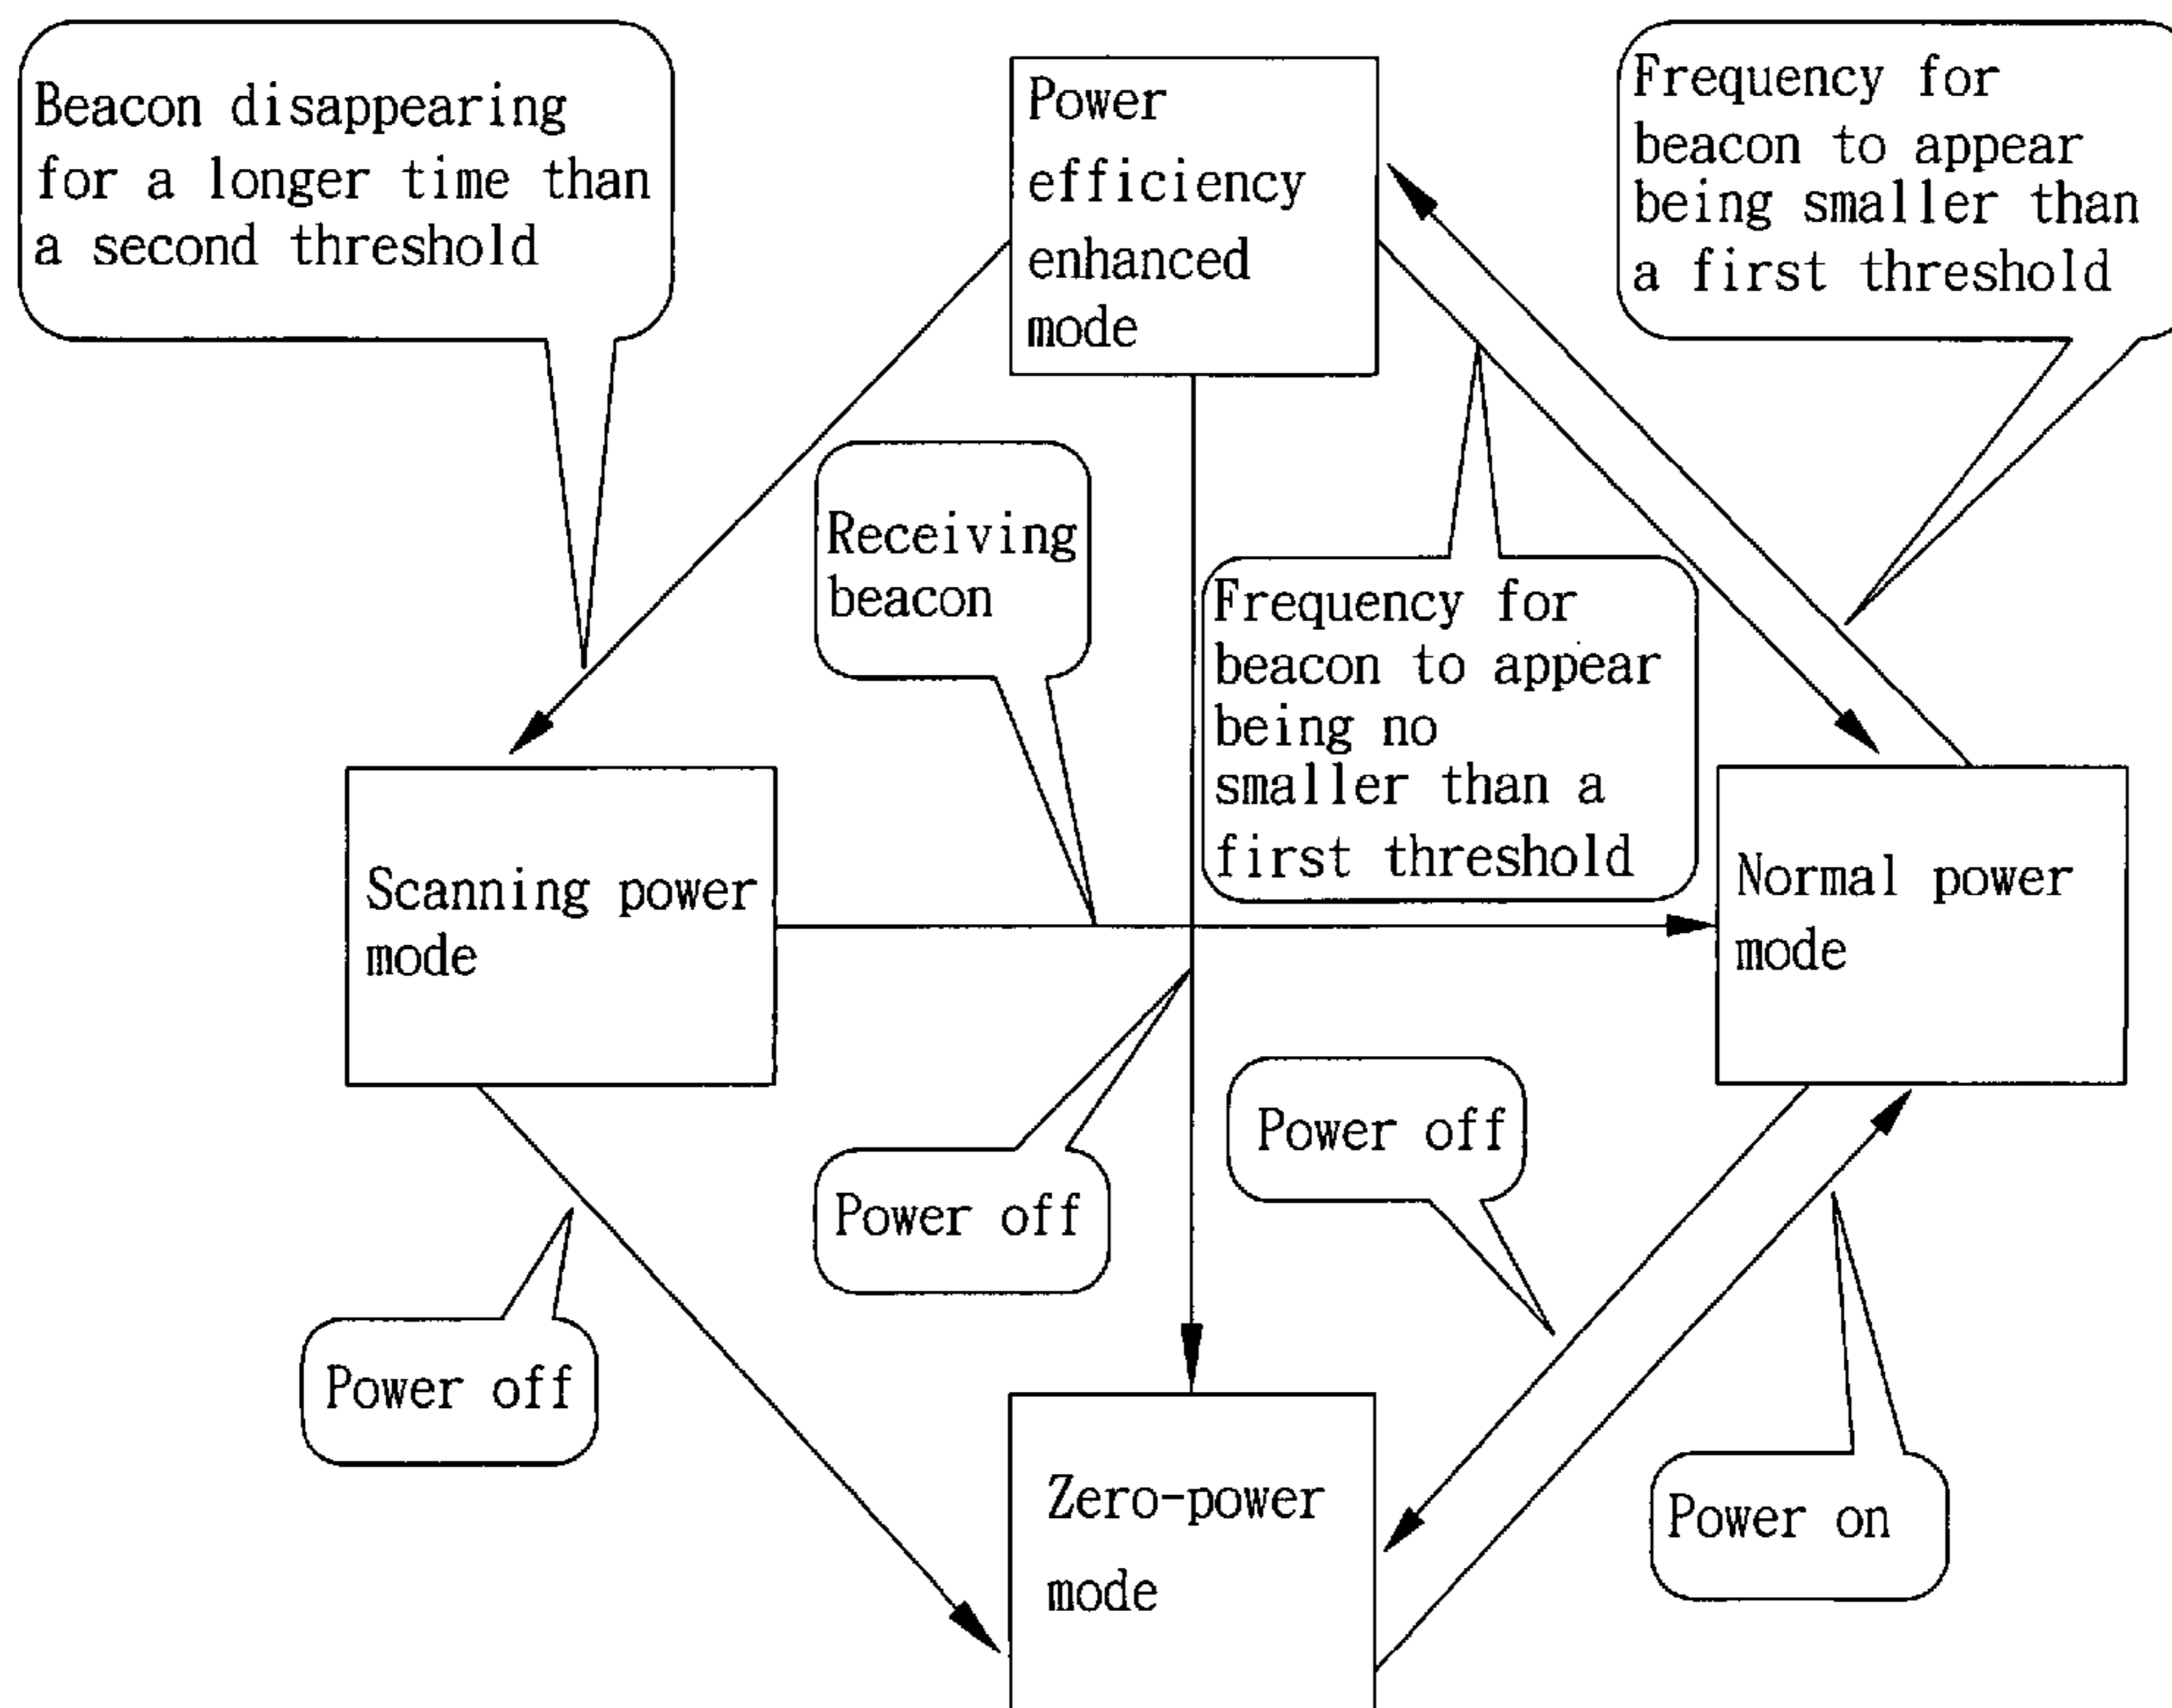 Beacon disappearing
for a longer time than
a second threshold
Power
efficiency
enhanced
mode
Frequency for
beacon to appear
being smaller than
a first threshold
Receiving
beacon
Frequency for
beacon to appear
being no
smaller than a
first threshold
Scanning power
mode
Normal power
mode
Power off
Power off
Power off
Zero-power
mode
Power on